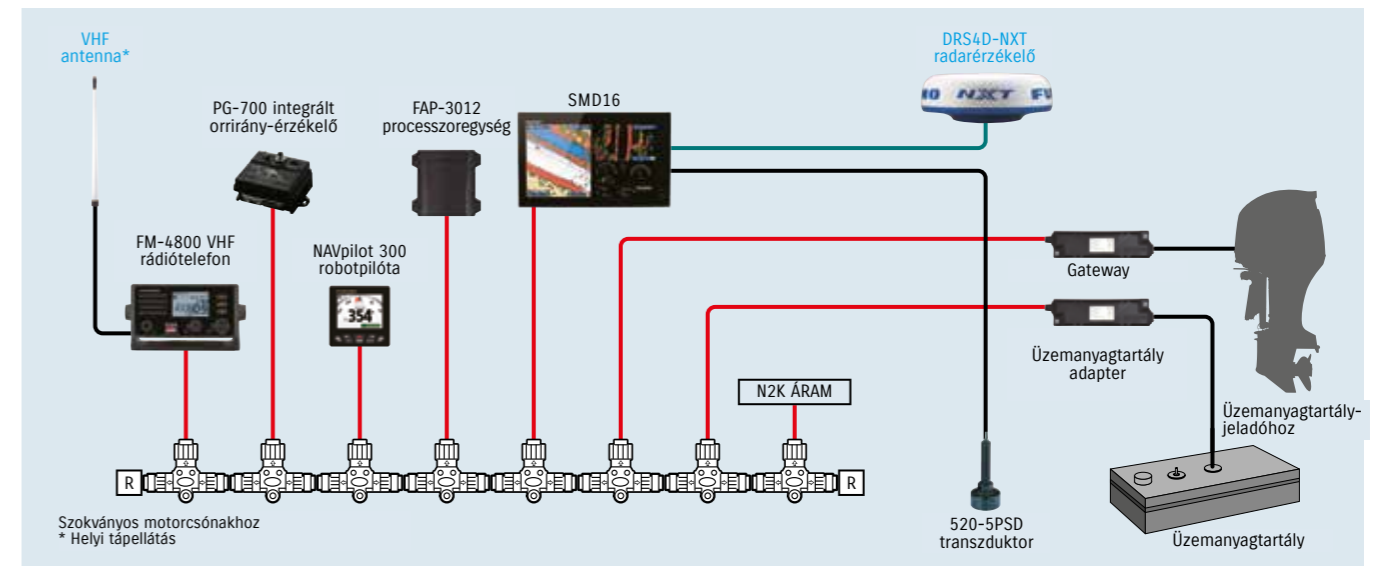 VHF
antenna*
PG-700 integrált
orrirány-érzékelő
FAP-3012
processzoregység
SMD16
DRS4D-NXT
radarérzékelő
NXT
FM-4800 VHF
rádiótelefon
NAVpilot 300
robotpilóta
354°
Gateway
Üzemanyagtartály
adapter
N2K ÁRAM
Üzemanyagtartály-
jeladóhoz
R
R
Szokványos motorcsónakhoz
* Helyi tápellátás
520-5PSD
transzduktor
Üzemanyagtartály